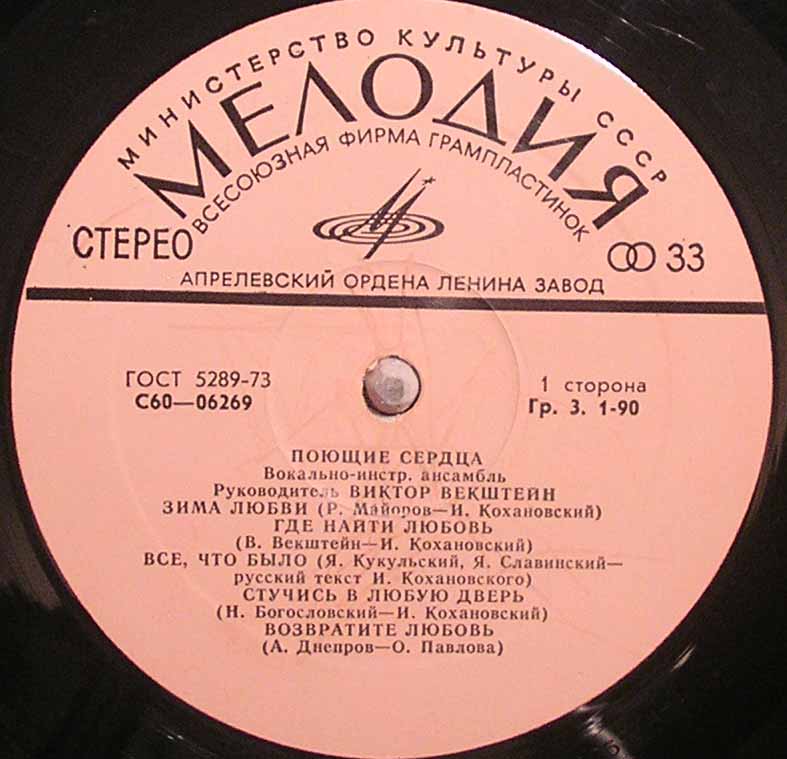 МИНИСТЕРСТВО КУЛЬТУРЫ СССР
МЕЛОДИЯ
ВСЕСОЮЗНАЯ ФИРМА ГРАМПЛАСТИНОК
СТЕРЕО
33
АПРЕЛЕВСКИЙ ОРДЕНА ЛЕНИНА ЗАВОД
ГОСТ 5289-73
С60—06269
1 сторона
Гр. 3. 1-90
ПОЮЩИЕ СЕРДЦА
Вокально-инстр. ансамбль
Руководитель ВИКТОР ВЕКШТЕЙН
ЗИМА ЛЮБВИ (Р. Майоров—И. Кохановский)
ГДЕ НАЙТИ ЛЮБОВЬ
(В. Векштейн—И. Кохановский)
ВСЕ, ЧТО БЫЛО (Я. Кукульский, Я. Славинский—
русский текст И. Кохановского)
СТУЧИСЬ В ЛЮБУЮ ДВЕРЬ
(Н. Богословский—И. Кохановский)
ВОЗВРАТИТЕ ЛЮБОВЬ
(А. Днепров—О. Павлова)